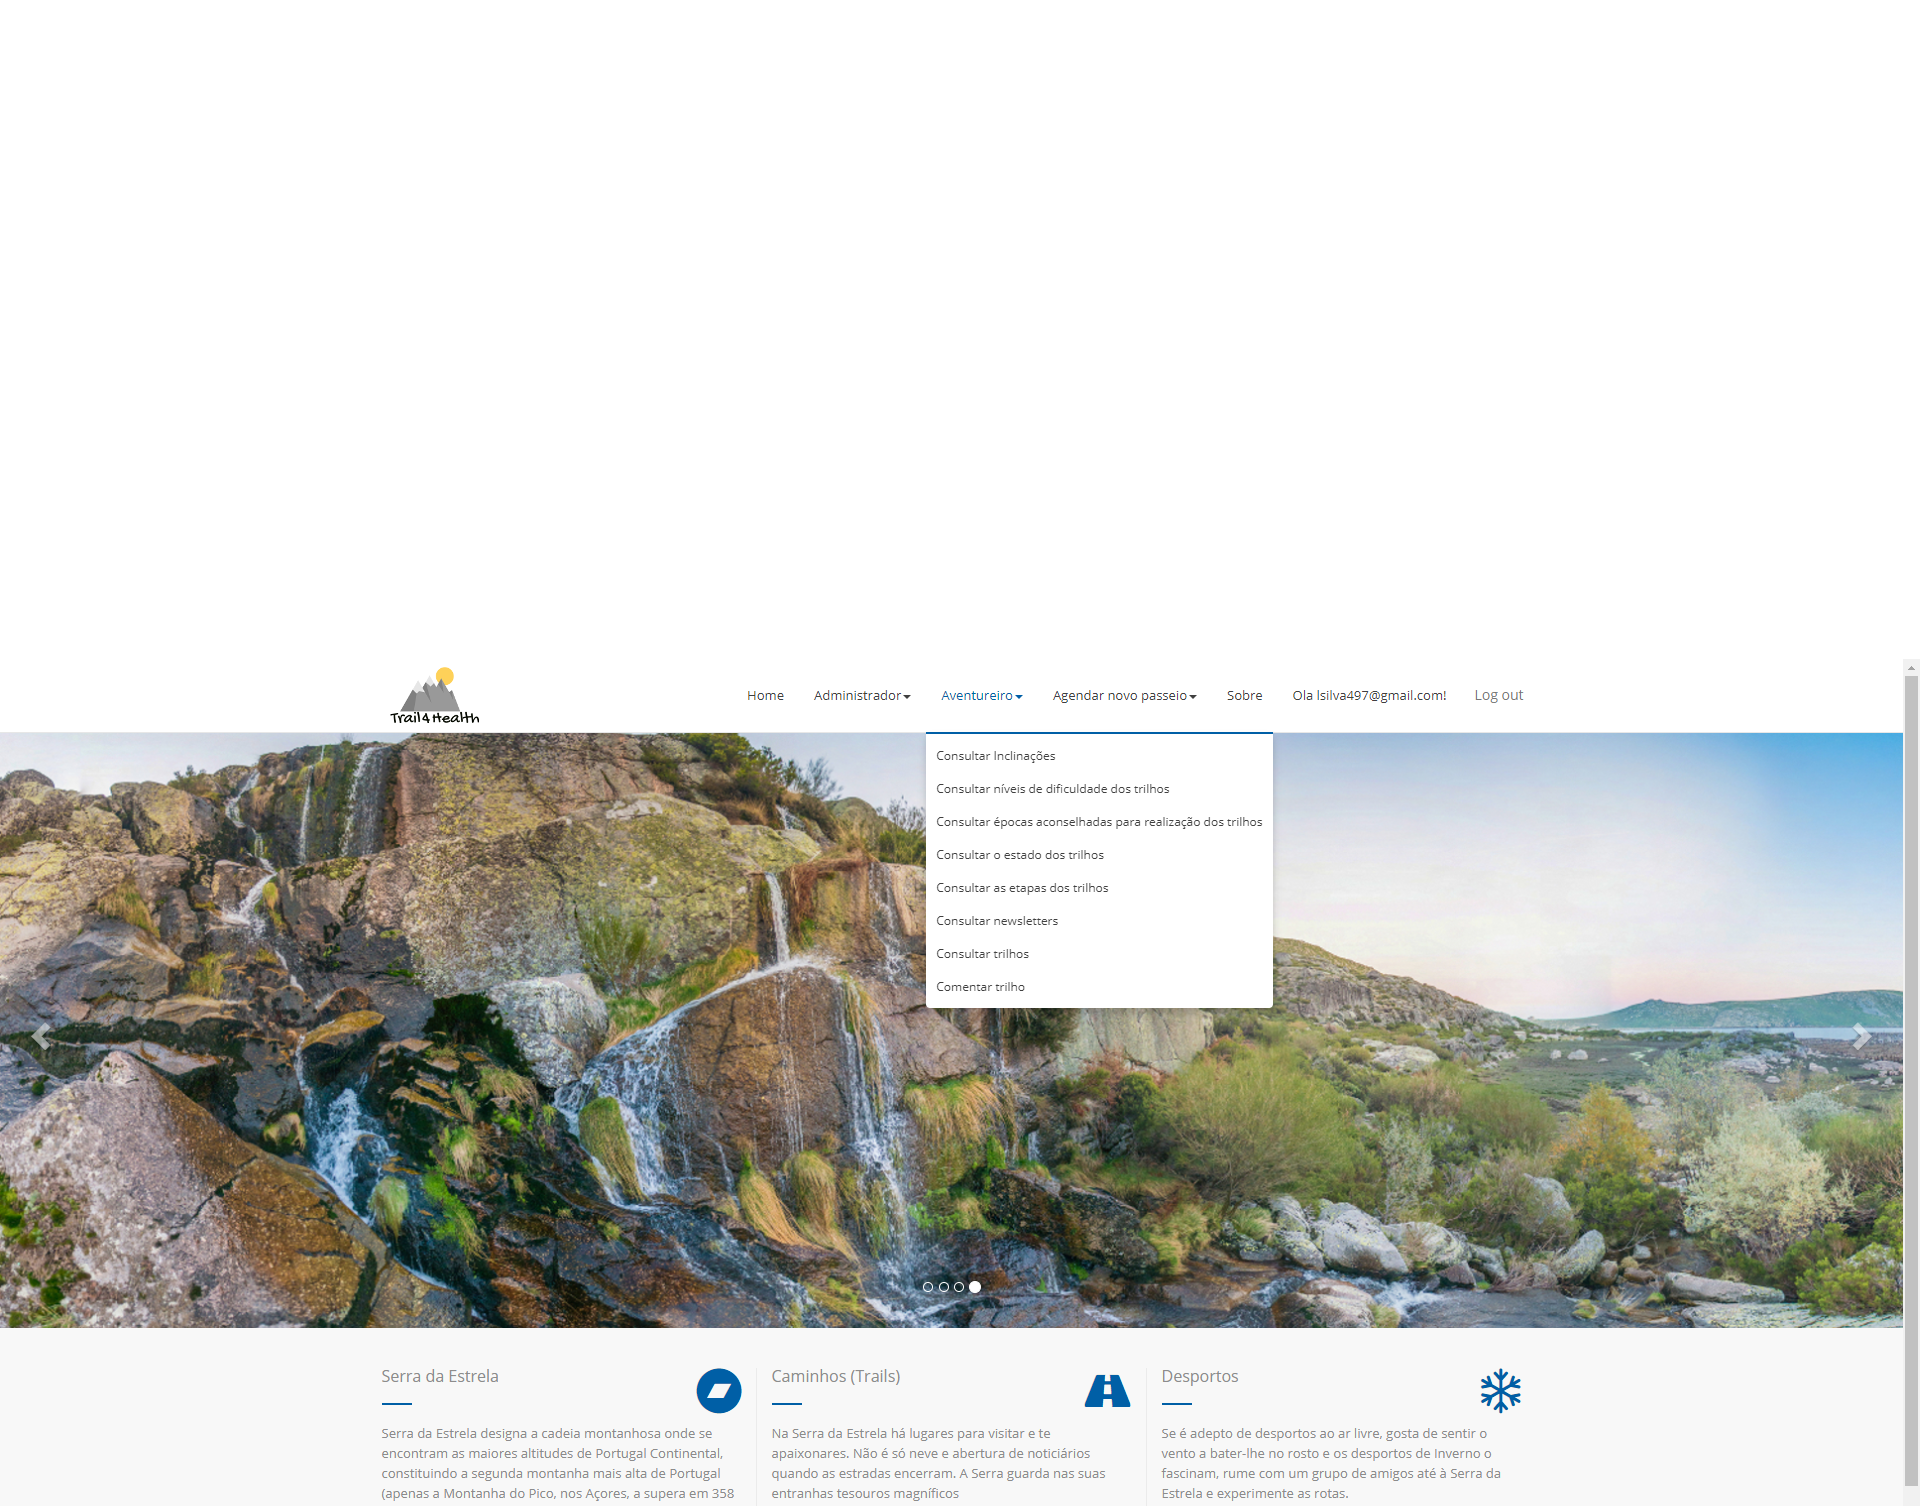 Trail4Health
Home Administrador Aventureiro Agendar novo passeio Sobre Ola lsilva497@gmail.com! Log out
Consultar Inclinações
Consultar níveis de dificuldade dos trilhos
Consultar épocas aconselhadas para realização dos trilhos
Consultar o estado dos trilhos
Consultar as etapas dos trilhos
Consultar newsletters
Consultar trilhos
Comentar trilho
Serra da Estrela
Serra da Estrela designa a cadeia montanhosa onde se
encontram as maiores altitudes de Portugal Continental,
constituindo a segunda montanha mais alta de Portugal
(apenas a Montanha do Pico, nos Açores, a supera em 358
Caminhos (Trails)
Na Serra da Estrela há lugares para visitar e te
apaixonares. Não é só neve e abertura de noticiários
quando as estradas encerram. A Serra guarda nas suas
entranhas tesouros magníficos
Desportos
Se é adepto de desportos ao ar livre, gosta de sentir o
vento a bater-lhe no rosto e os desportos de Inverno o
fascinam, rume com um grupo de amigos até à Serra da
Estrela e experimente as rotas.